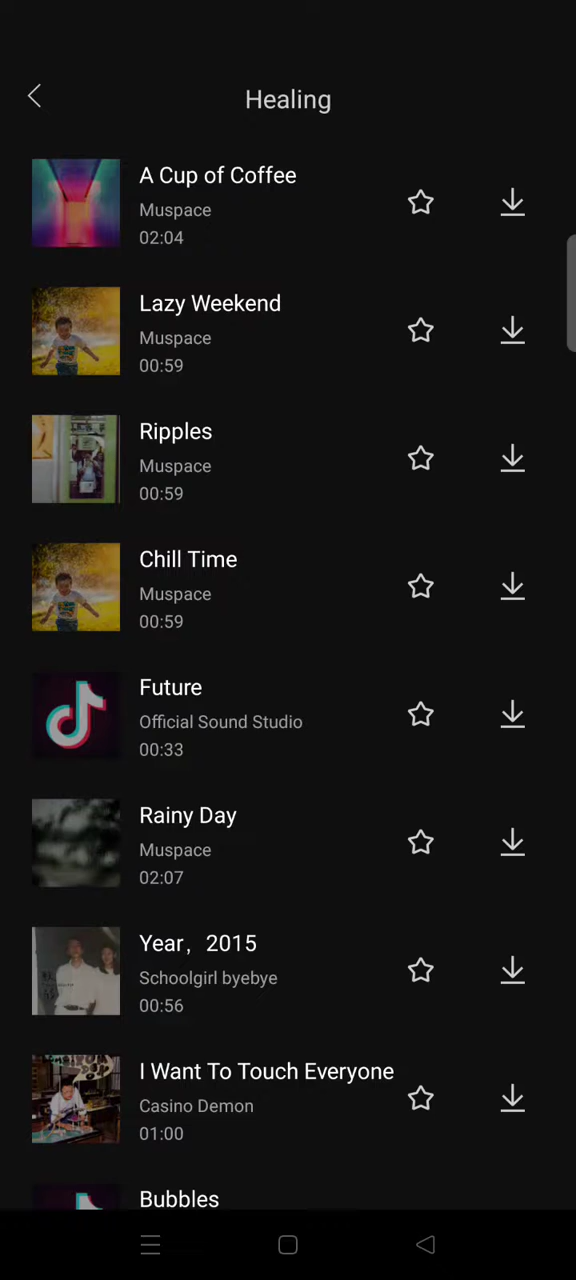 Healing
A Cup of Coffee
Muspace
02:04
Lazy Weekend
Muspace
00:59
Ripples
Muspace
00:59
Chill Time
Muspace
00:59
Future
Official Sound Studio
00:33
Rainy Day
Muspace
02:07
Year，2015
Schoolgirl byebye
00:56
I Want To Touch Everyone
Casino Demon
01:00
Bubbles